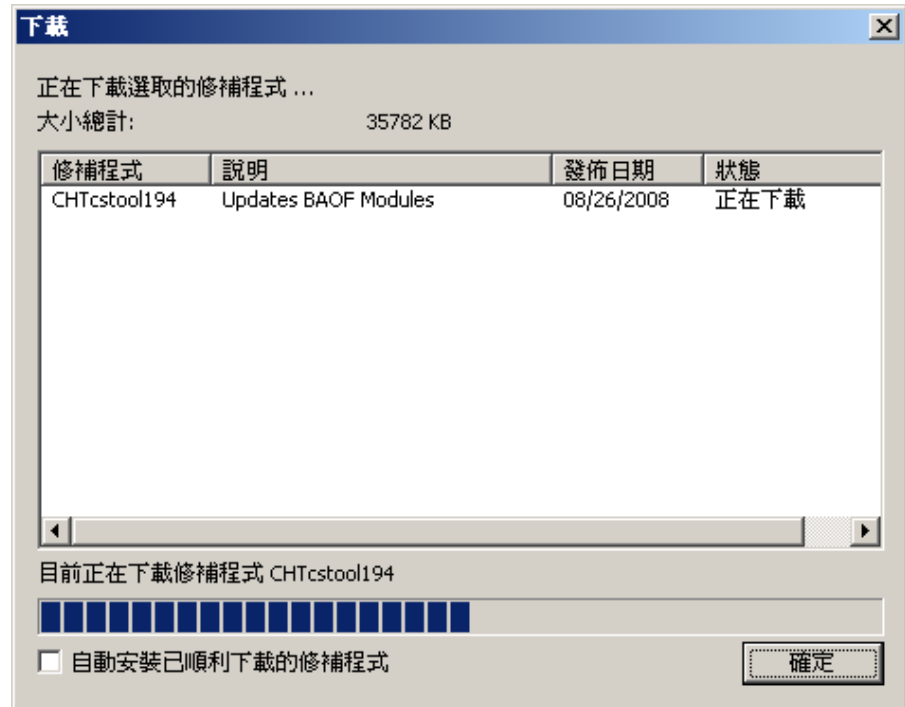 下載
正在下載選取的修補程式 ...
大小總計: 35782 KB
修補程式 說明 發佈日期 狀態
CHTcstool194 Updates BAOF Modules 08/26/2008 正在下載
目前正在下載修補程式 CHTcstool194
自動安裝已順利下載的修補程式
確定